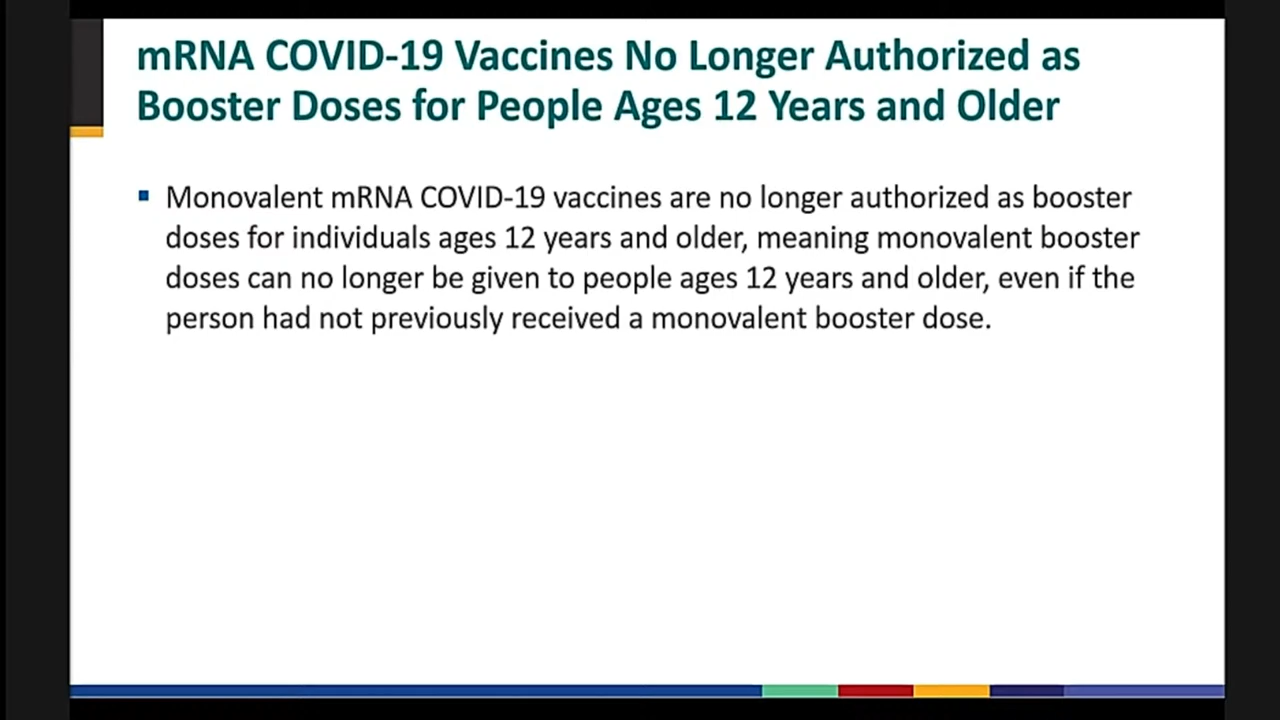 mRNA COVID-19 Vaccines No Longer Authorized as
Booster Doses for People Ages 12 Years and Older
Monovalent mRNA COVID-19 vaccines are no longer authorized as booster
doses for individuals ages 12 years and older, meaning monovalent booster
doses can no longer be given to people ages 12 years and older, even if the
person had not previously received a monovalent booster dose.